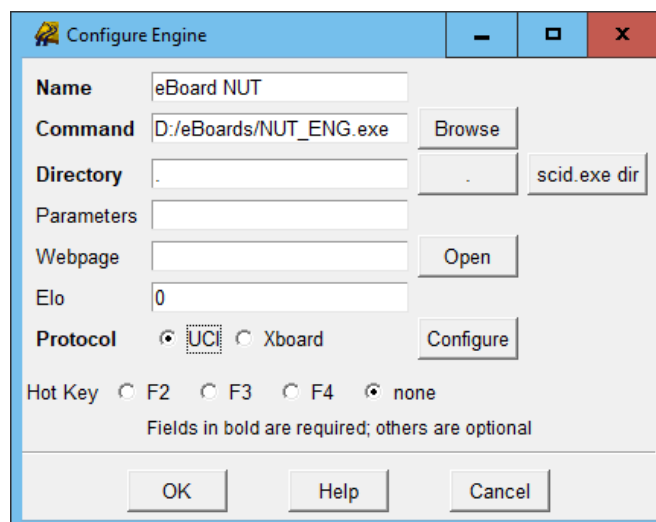 Configure Engine
Name eBoard NUT
Command D:/eBoards/NUT_ENG.exe Browse
Directory . . scid.exe dir
Parameters
Webpage Open
Elo 0
Protocol UCI Xboard Configure
Hot Key F2 F3 F4 none
Fields in bold are required; others are optional
OK Help Cancel